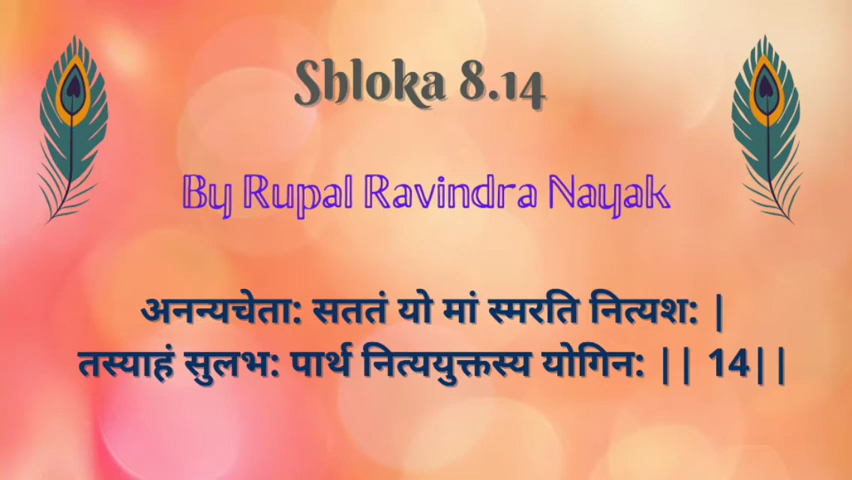 Shloka 8.14
By Rupal Ravindra Nayak
अनन्यचेता: सततं यो मां स्मरति नित्यश: |
तस्याहं सुलभ: पार्थ नित्ययुक्तस्य योगिन: || 14||